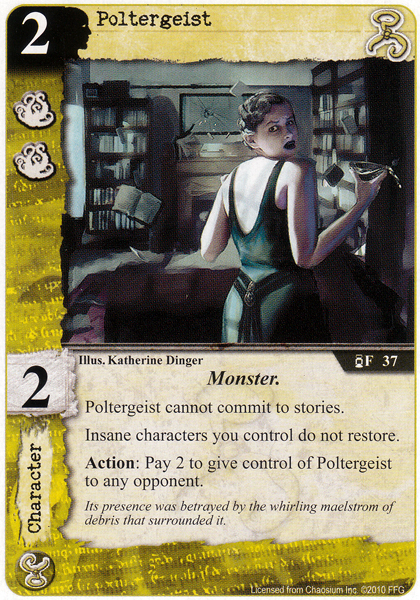 2
Poltergeist
Illus. Katherine Dinger
F 37
2
Monster.
Poltergeist cannot commit to stories.
Insane characters you control do not restore.
Action: Pay 2 to give control of Poltergeist
to any opponent.
Its presence was betrayed by the whirling maelstrom of
debris that surrounded it.
Character
Licensed from Chaosium Inc. ©2010 FFG